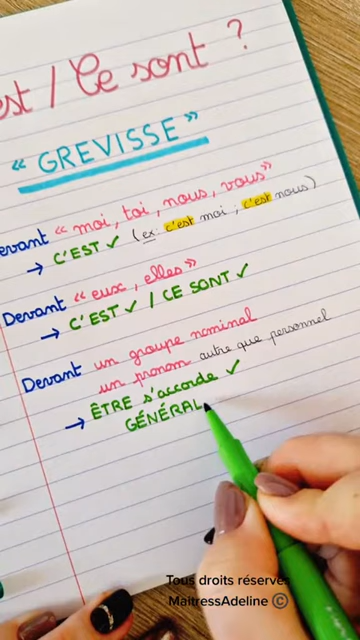 est / Ce sont ?
« GREVISSE »
evant « moi, toi, nous, vous »
→ C'EST ✓ (ex: c'est moi ; c'est nous)
Devant « eux, elles »
→ C'EST ✓ / CE SONT ✓
Devant un groupe nominal
un pronom autre que personnel
→ ÊTRE s'accorde ✓
GÉNÉRAL
Tous droits réservés
MaitressAdeline ©